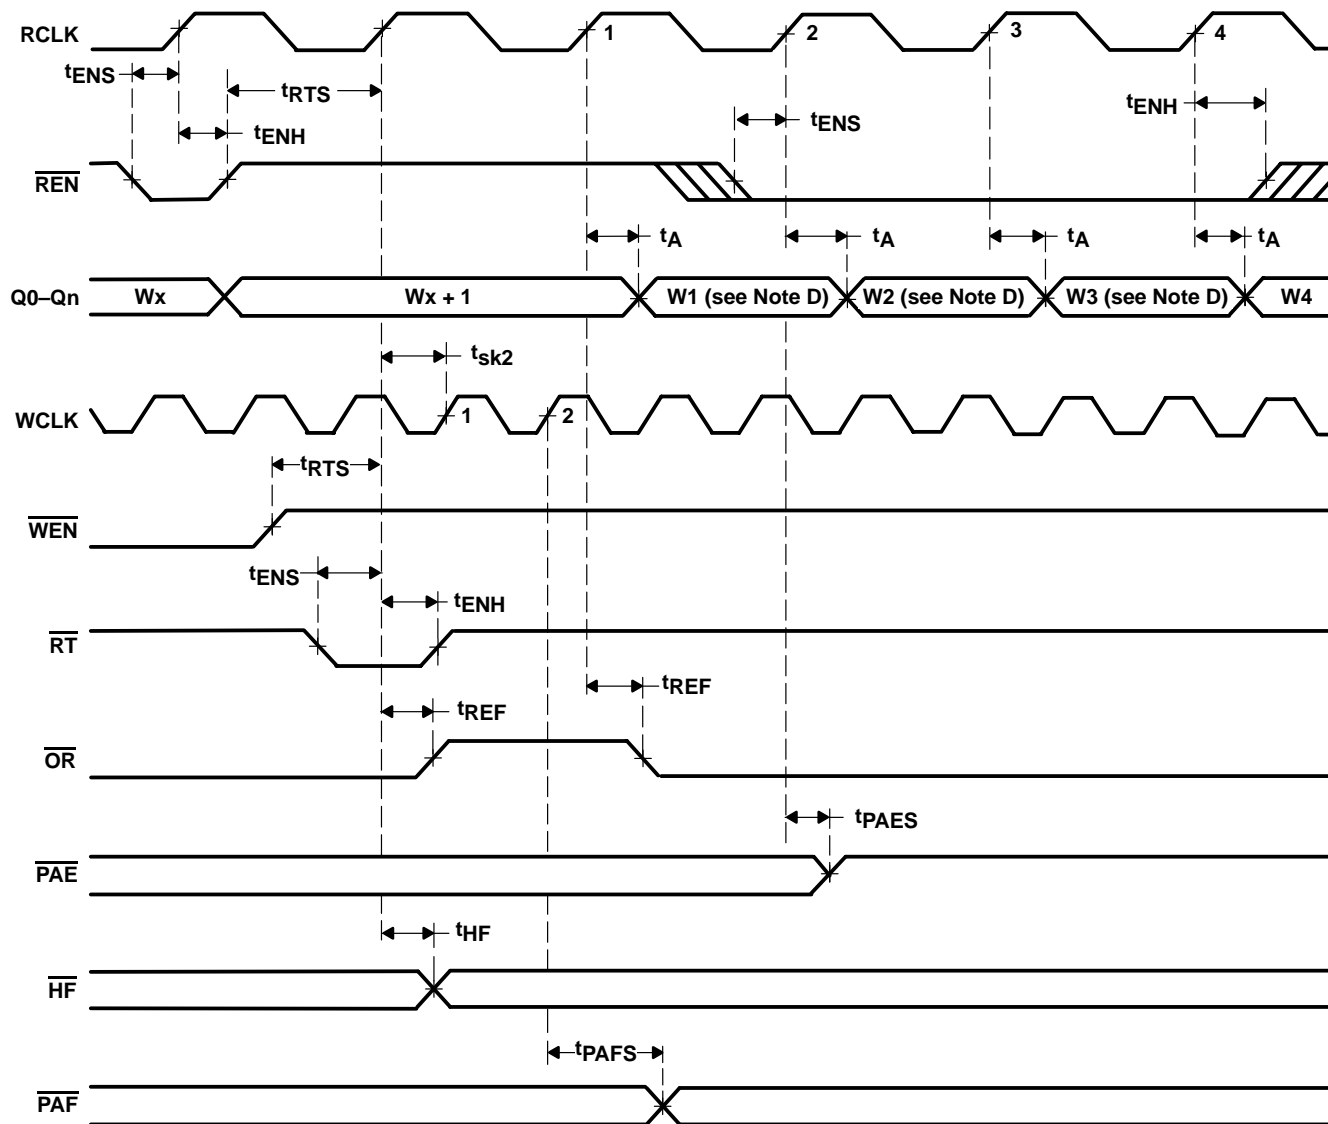 RCLK
1
2
3
4
tENS
tRTS
tENH
tENH
tENS
REN
tA
tA
tA
tA
Q0–Qn
Wx
Wx + 1
W1 (see Note D)
W2 (see Note D)
W3 (see Note D)
W4
tsk2
WCLK
1
2
tRTS
WEN
tENS
tENH
RT
tREF
tREF
OR
tPAES
PAE
tHF
HF
tPAFS
PAF